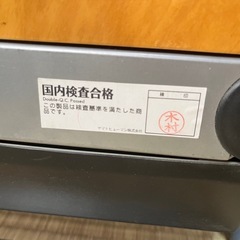 国内検査合格
Double-Q.C. Passed
この製品は検査基準を満たした商
品です。
検印
木村